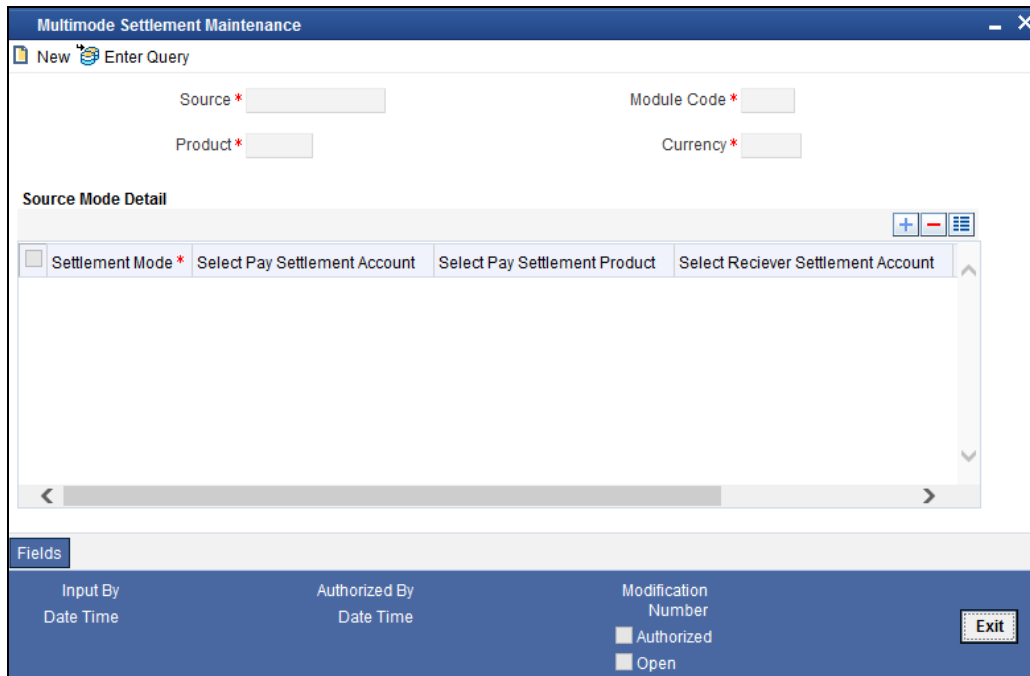 Multimode Settlement Maintenance
New Enter Query
Source * Module Code *
Product * Currency *
Source Mode Detail
Settlement Mode * Select Pay Settlement Account Select Pay Settlement Product Select Reciever Settlement Account
Fields
Input By Authorized By Modification
Number
Date Time Date Time
Authorized
Open
Exit